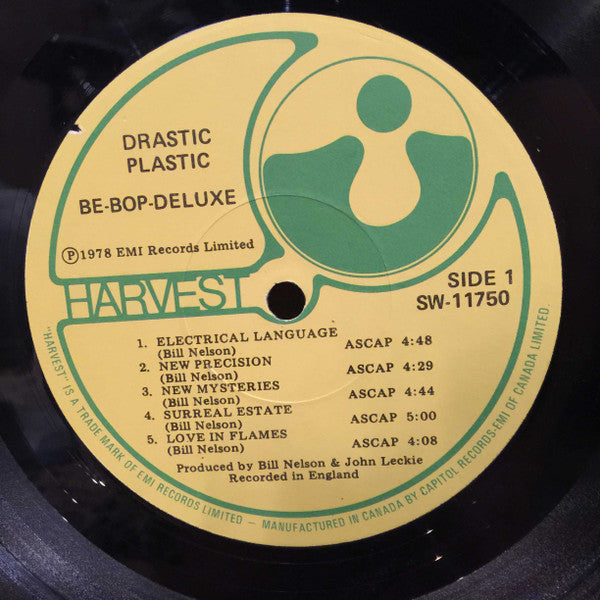 DRASTIC
PLASTIC
BE-BOP-DELUXE
Ⓟ1978 EMI Records Limited
HARVEST
SIDE 1
SW-11750
1. ELECTRICAL LANGUAGE
(Bill Nelson) ASCAP 4:48
2. NEW PRECISION
(Bill Nelson) ASCAP 4:29
3. NEW MYSTERIES
(Bill Nelson) ASCAP 4:44
4. SURREAL ESTATE
(Bill Nelson) ASCAP 5:00
5. LOVE IN FLAMES
(Bill Nelson) ASCAP 4:08
Produced by Bill Nelson & John Leckie
Recorded in England
"HARVEST" IS A TRADE MARK OF EMI RECORDS LIMITED – MANUFACTURED IN CANADA BY CAPITOL RECORDS-EMI OF CANADA LIMITED.